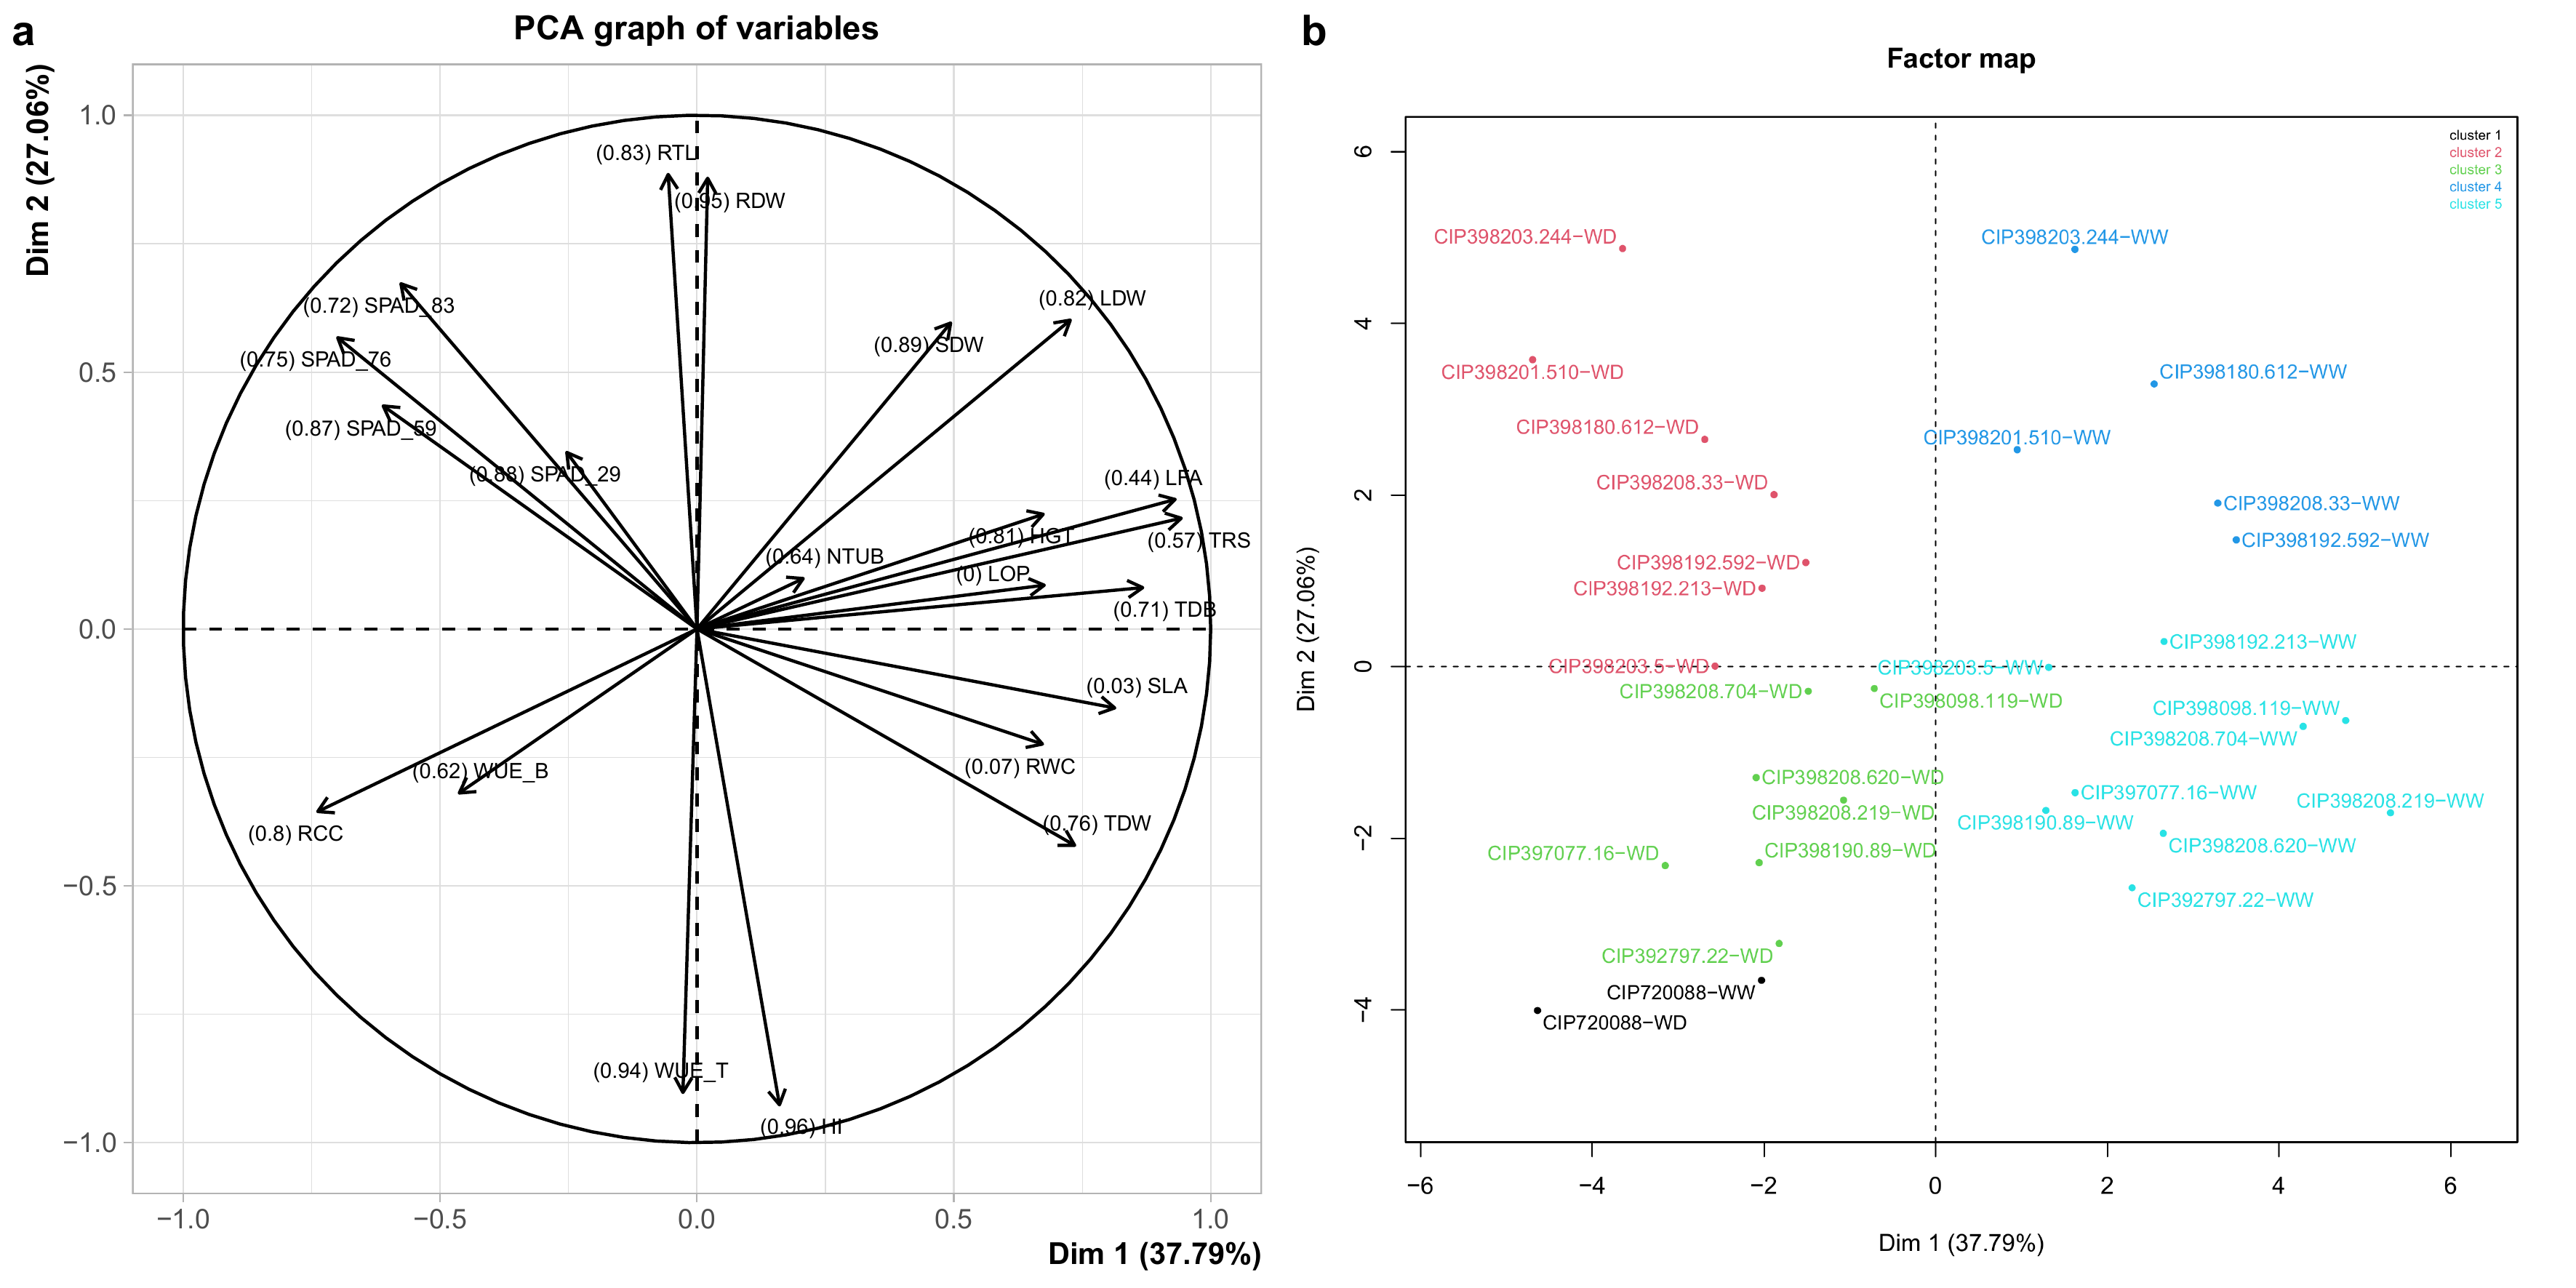 a
PCA graph of variables
Dim 2 (27.06%)
1.0
0.5
0.0
−0.5
−1.0
(0.83) RTL
(0.95) RDW
(0.72) SPAD_83
(0.82) LDW
(0.89) SDW
(0.75) SPAD_76
(0.87) SPAD_59
(0.88) SPAD_29
(0.44) LFA
(0.81) HGT
(0.57) TRS
(0.64) NTUB
(0) LOP
(0.71) TDB
(0.03) SLA
(0.07) RWC
(0.62) WUE_B
(0.8) RCC
(0.76) TDW
(0.94) WUE_T
(0.96) HI
−1.0
−0.5
0.0
0.5
1.0
Dim 1 (37.79%)
b
Factor map
cluster 1
cluster 2
cluster 3
cluster 4
cluster 5
Dim 2 (27.06%)
6
4
2
0
−2
−4
CIP398203.244−WD
CIP398203.244−WW
CIP398201.510−WD
CIP398180.612−WW
CIP398180.612−WD
CIP398201.510−WW
CIP398208.33−WD
CIP398208.33−WW
CIP398192.592−WW
CIP398192.592−WD
CIP398192.213−WD
CIP398192.213−WW
CIP398203.5−WD
CIP398203.5−WW
CIP398208.704−WD
CIP398098.119−WD
CIP398098.119−WW
CIP398208.704−WW
CIP398208.620−WD
CIP397077.16−WW
CIP398208.219−WW
CIP398208.219−WD
CIP398190.89−WW
CIP398208.620−WW
CIP397077.16−WD
CIP398190.89−WD
CIP392797.22−WW
CIP392797.22−WD
CIP720088−WW
CIP720088−WD
−6
−4
−2
0
2
4
6
Dim 1 (37.79%)